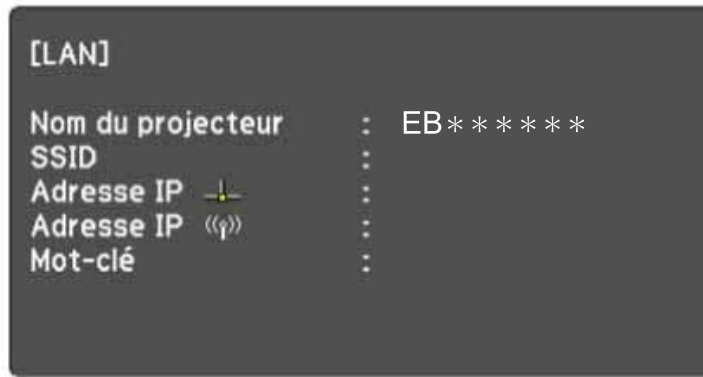 [LAN]
Nom du projecteur : EB******
SSID :
Adresse IP :
Adresse IP :
Mot-clé :